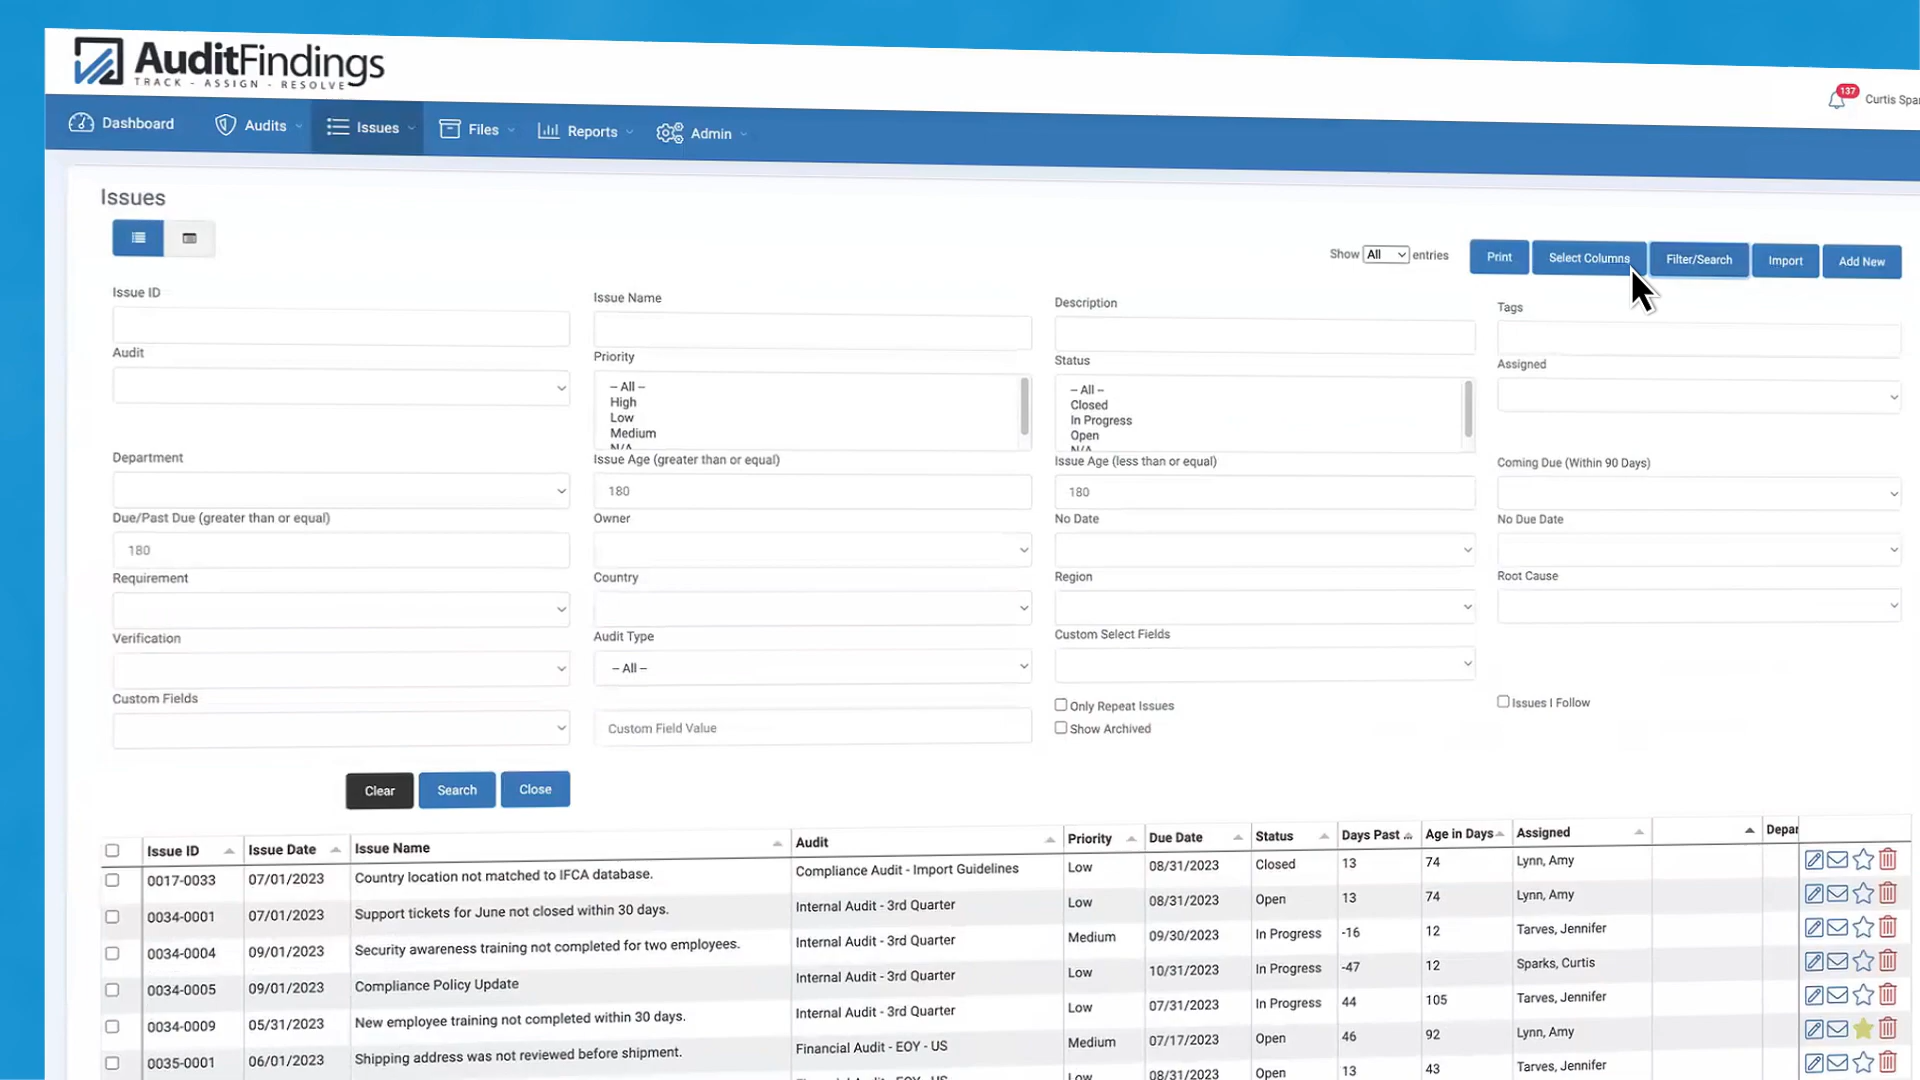 AuditFindings
TRACK - ASSIGN - RESOLVE
137
Curtis Spar
Dashboard Audits Issues Files Reports Admin
Issues
Show All entries Print Select Columns Filter/Search Import Add New
Issue ID Issue Name Description Tags
Audit Priority Status Assigned
-- All -- -- All --
High Closed
Low In Progress
Medium Open
N/A N/A
Department Issue Age (greater than or equal) Issue Age (less than or equal) Coming Due (Within 90 Days)
180 180
Due/Past Due (greater than or equal) Owner No Date No Due Date
180
Requirement Country Region Root Cause
Verification Audit Type Custom Select Fields
-- All --
Custom Fields
Custom Field Value
Only Repeat Issues Issues I Follow
Show Archived
Clear Search Close
Issue ID Issue Date Issue Name Audit Priority Due Date Status Days Past Age in Days Assigned Depar
0017-0033 07/01/2023 Country location not matched to IFCA database. Compliance Audit - Import Guidelines Low 08/31/2023 Closed 13 74 Lynn, Amy
0034-0001 07/01/2023 Support tickets for June not closed within 30 days. Internal Audit - 3rd Quarter Low 08/31/2023 Open 13 74 Lynn, Amy
0034-0004 09/01/2023 Security awareness training not completed for two employees. Internal Audit - 3rd Quarter Medium 09/30/2023 In Progress -16 12 Tarves, Jennifer
0034-0005 09/01/2023 Compliance Policy Update Internal Audit - 3rd Quarter Low 10/31/2023 In Progress -47 12 Sparks, Curtis
0034-0009 05/31/2023 New employee training not completed within 30 days. Internal Audit - 3rd Quarter Low 07/31/2023 In Progress 44 105 Tarves, Jennifer
0035-0001 06/01/2023 Shipping address was not reviewed before shipment. Financial Audit - EOY - US Medium 07/17/2023 Open 46 92 Lynn, Amy
Financial Audit - EOY - US Low 08/31/2023 Open 13 43 Tarves, Jennifer